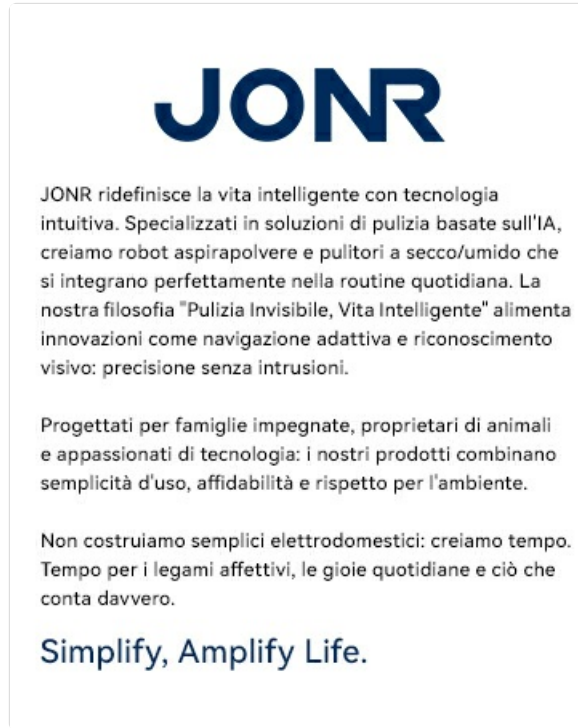 JONR
JONR ridefinisce la vita intelligente con tecnologia
intuitiva. Specializzati in soluzioni di pulizia basate sull'IA,
creiamo robot aspirapolvere e pulitori a secco/umido che
si integrano perfettamente nella routine quotidiana. La
nostra filosofia "Pulizia Invisibile, Vita Intelligente" alimenta
innovazioni come navigazione adattiva e riconoscimento
visivo: precisione senza intrusioni.
Progettati per famiglie impegnate, proprietari di animali
e appassionati di tecnologia: i nostri prodotti combinano
semplicità d'uso, affidabilità e rispetto per l'ambiente.
Non costruiamo semplici elettrodomestici: creiamo tempo.
Tempo per i legami affettivi, le gioie quotidiane e ciò che
conta davvero.
Simplify, Amplify Life.